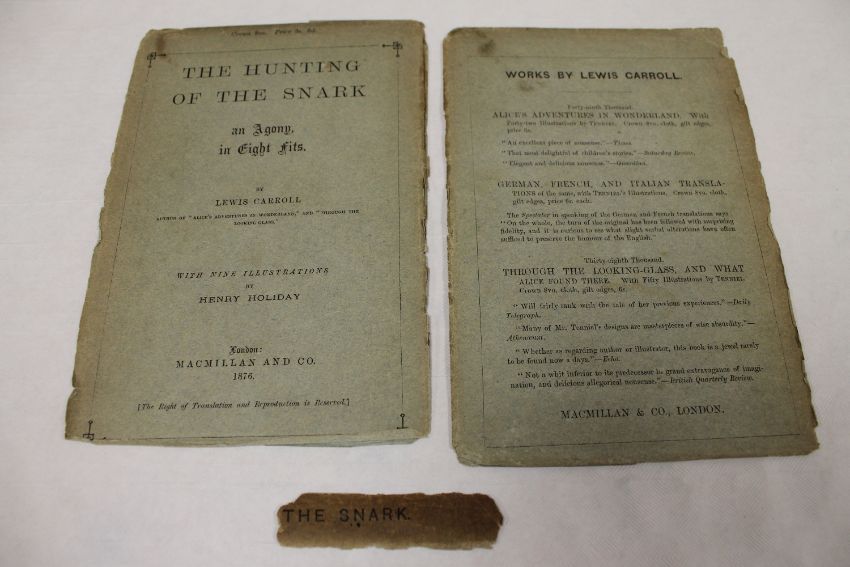 Crown 8vo. Price 3s. 6d.
THE HUNTING
OF THE SNARK
an Agony,
in Eight Fits.
BY
LEWIS CARROLL
AUTHOR OF "ALICE'S ADVENTURES IN WONDERLAND," AND "THROUGH THE
LOOKING-GLASS."
WITH NINE ILLUSTRATIONS
BY
HENRY HOLIDAY
London:
MACMILLAN AND CO.
1876.
[The Right of Translation and Reproduction is Reserved.]
WORKS BY LEWIS CARROLL.
Forty-ninth Thousand.
ALICE'S ADVENTURES IN WONDERLAND. With
Forty-two Illustrations by TENNIEL. Crown 8vo, cloth, gilt edges,
price 6s.
"An excellent piece of nonsense."—Times.
"That most delightful of children's stories."—Saturday Review.
"Elegant and delicious nonsense."—Guardian.
GERMAN, FRENCH, AND ITALIAN TRANSLA-
TIONS of the same, with TENNIEL's Illustrations. Crown 8vo, cloth,
gilt edges, price 6s. each.
The Spectator in speaking of the German and French translations says
"On the whole, the turn of the original has been followed with surprising
fidelity, and it is curious to see what slight verbal alterations have often
sufficed to preserve the humour of the English."
Thirty-eighth Thousand.
THROUGH THE LOOKING-GLASS, AND WHAT
ALICE FOUND THERE. With Fifty Illustrations by TENNIEL.
Crown 8vo, cloth, gilt edges, 6s.
"Will fairly rank with the tale of her previous experiences."—Daily
Telegraph.
"Many of Mr. Tenniel's designs are masterpieces of wise absurdity."—
Athenæum.
"Whether as regarding author or illustrator, this book is a jewel rarely
to be found now a days."—Echo.
"Not a whit inferior to its predecessor in grand extravagance of imagi-
nation, and delicious allegorical nonsense."—British Quarterly Review.
MACMILLAN & CO., LONDON.
THE SNARK.